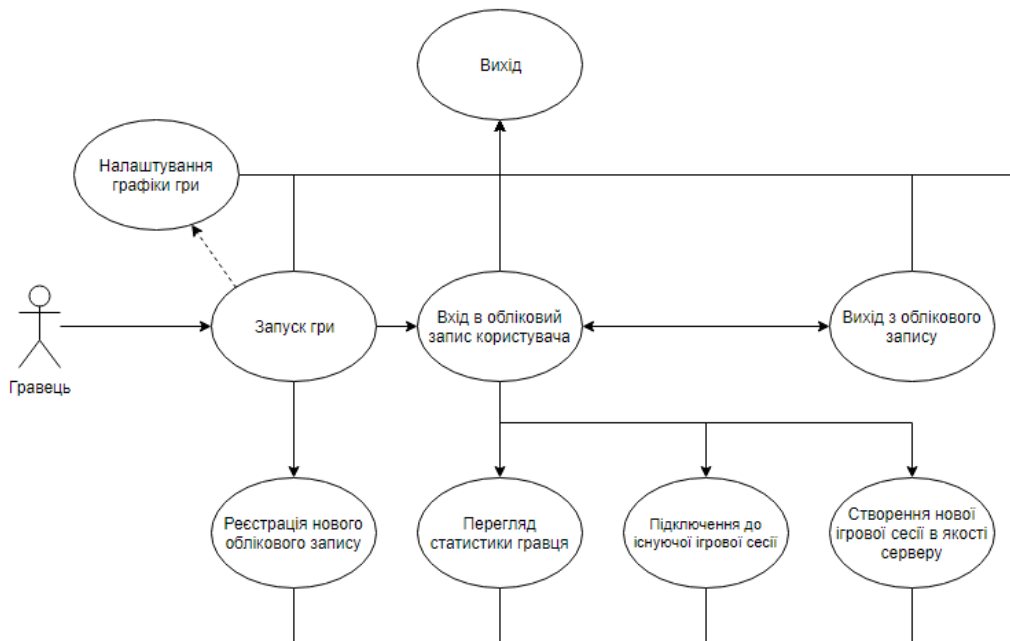 Вихід
Налаштування
графіки гри
Запуск гри
Вхід в обліковий
запис користувача
Вихід з облікового
запису
Гравець
Реєстрація нового
облікового запису
Перегляд
статистики гравця
Підключення до
існуючої ігрової сесії
Створення нової
ігрової сесії в якості
серверу